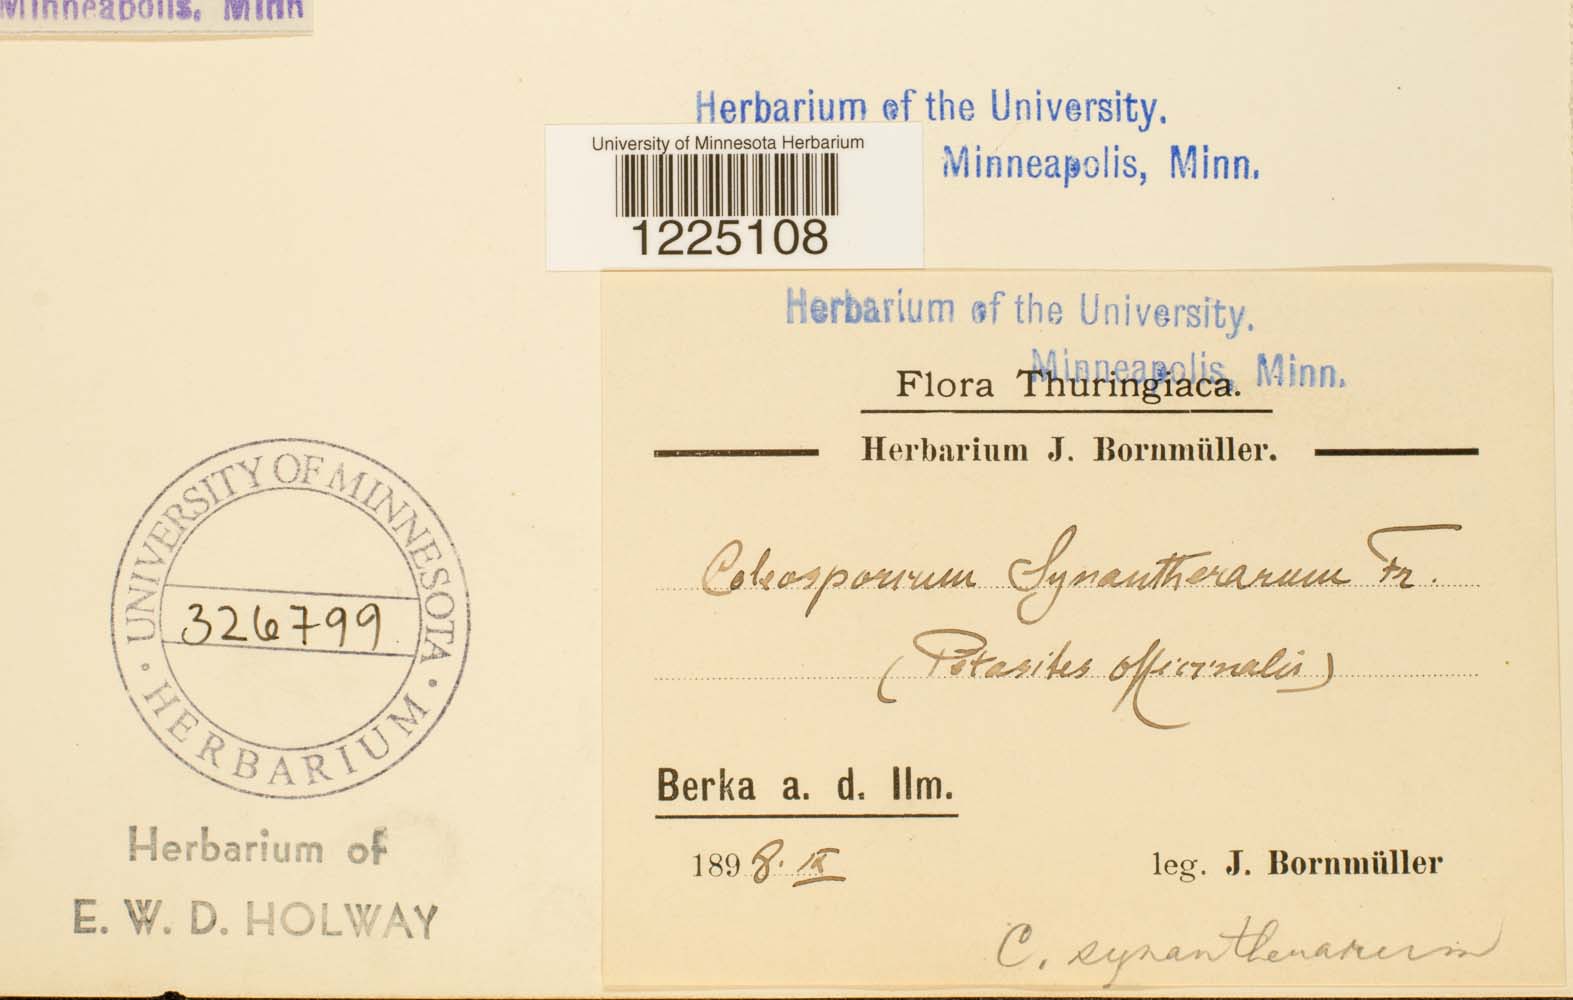 Minneapolis, Minn
Herbarium of the University.
Minneapolis, Minn.
University of Minnesota Herbarium
1225108
Herbarium of the University.
Minneapolis, Minn.
Flora Thuringiaca.
Herbarium J. Bornmüller.
Coleosporium Synantherarum Fr.
(Petasites officinalis)
Berka a. d. Ilm.
1898. IX
leg. J. Bornmüller
C. synantherarum
UNIVERSITY OF MINNESOTA
326799
HERBARIUM
Herbarium of
E. W. D. HOLWAY